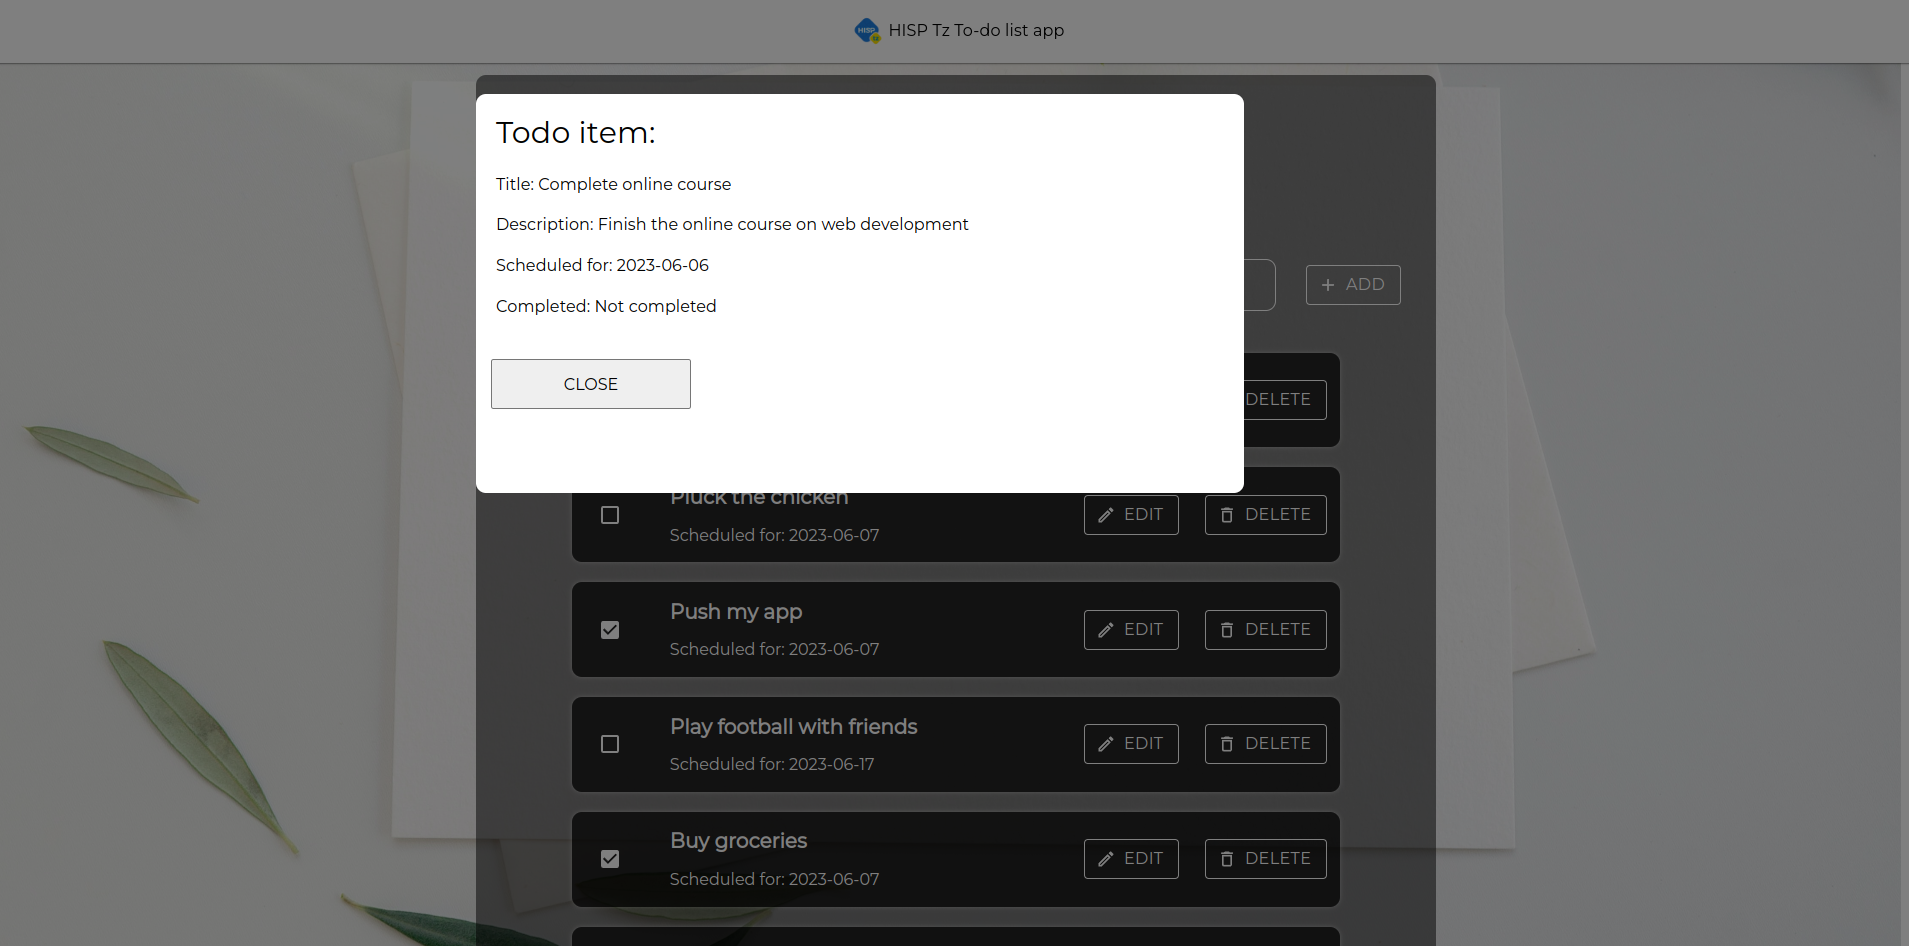 HISP Tz To-do list app
Todo item:
Title: Complete online course
Description: Finish the online course on web development
Scheduled for: 2023-06-06
Completed: Not completed
CLOSE
+ ADD
DELETE
Pluck the chicken
Scheduled for: 2023-06-07
EDIT
DELETE
Push my app
Scheduled for: 2023-06-07
EDIT
DELETE
Play football with friends
Scheduled for: 2023-06-17
EDIT
DELETE
Buy groceries
Scheduled for: 2023-06-07
EDIT
DELETE